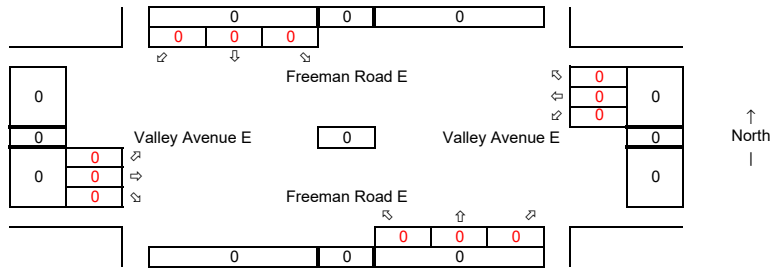 0 0 0
0 0 0
↙ ⇩ ↘
Freeman Road E
↖ 0
0 ⇦ 0 0
↙ 0
↑
0 Valley Avenue E 0 Valley Avenue E 0 North
|
0 ↗
0 0 ⇨ 0
0 ↘
Freeman Road E
↖ ⇧ ↗
0 0 0
0 0 0